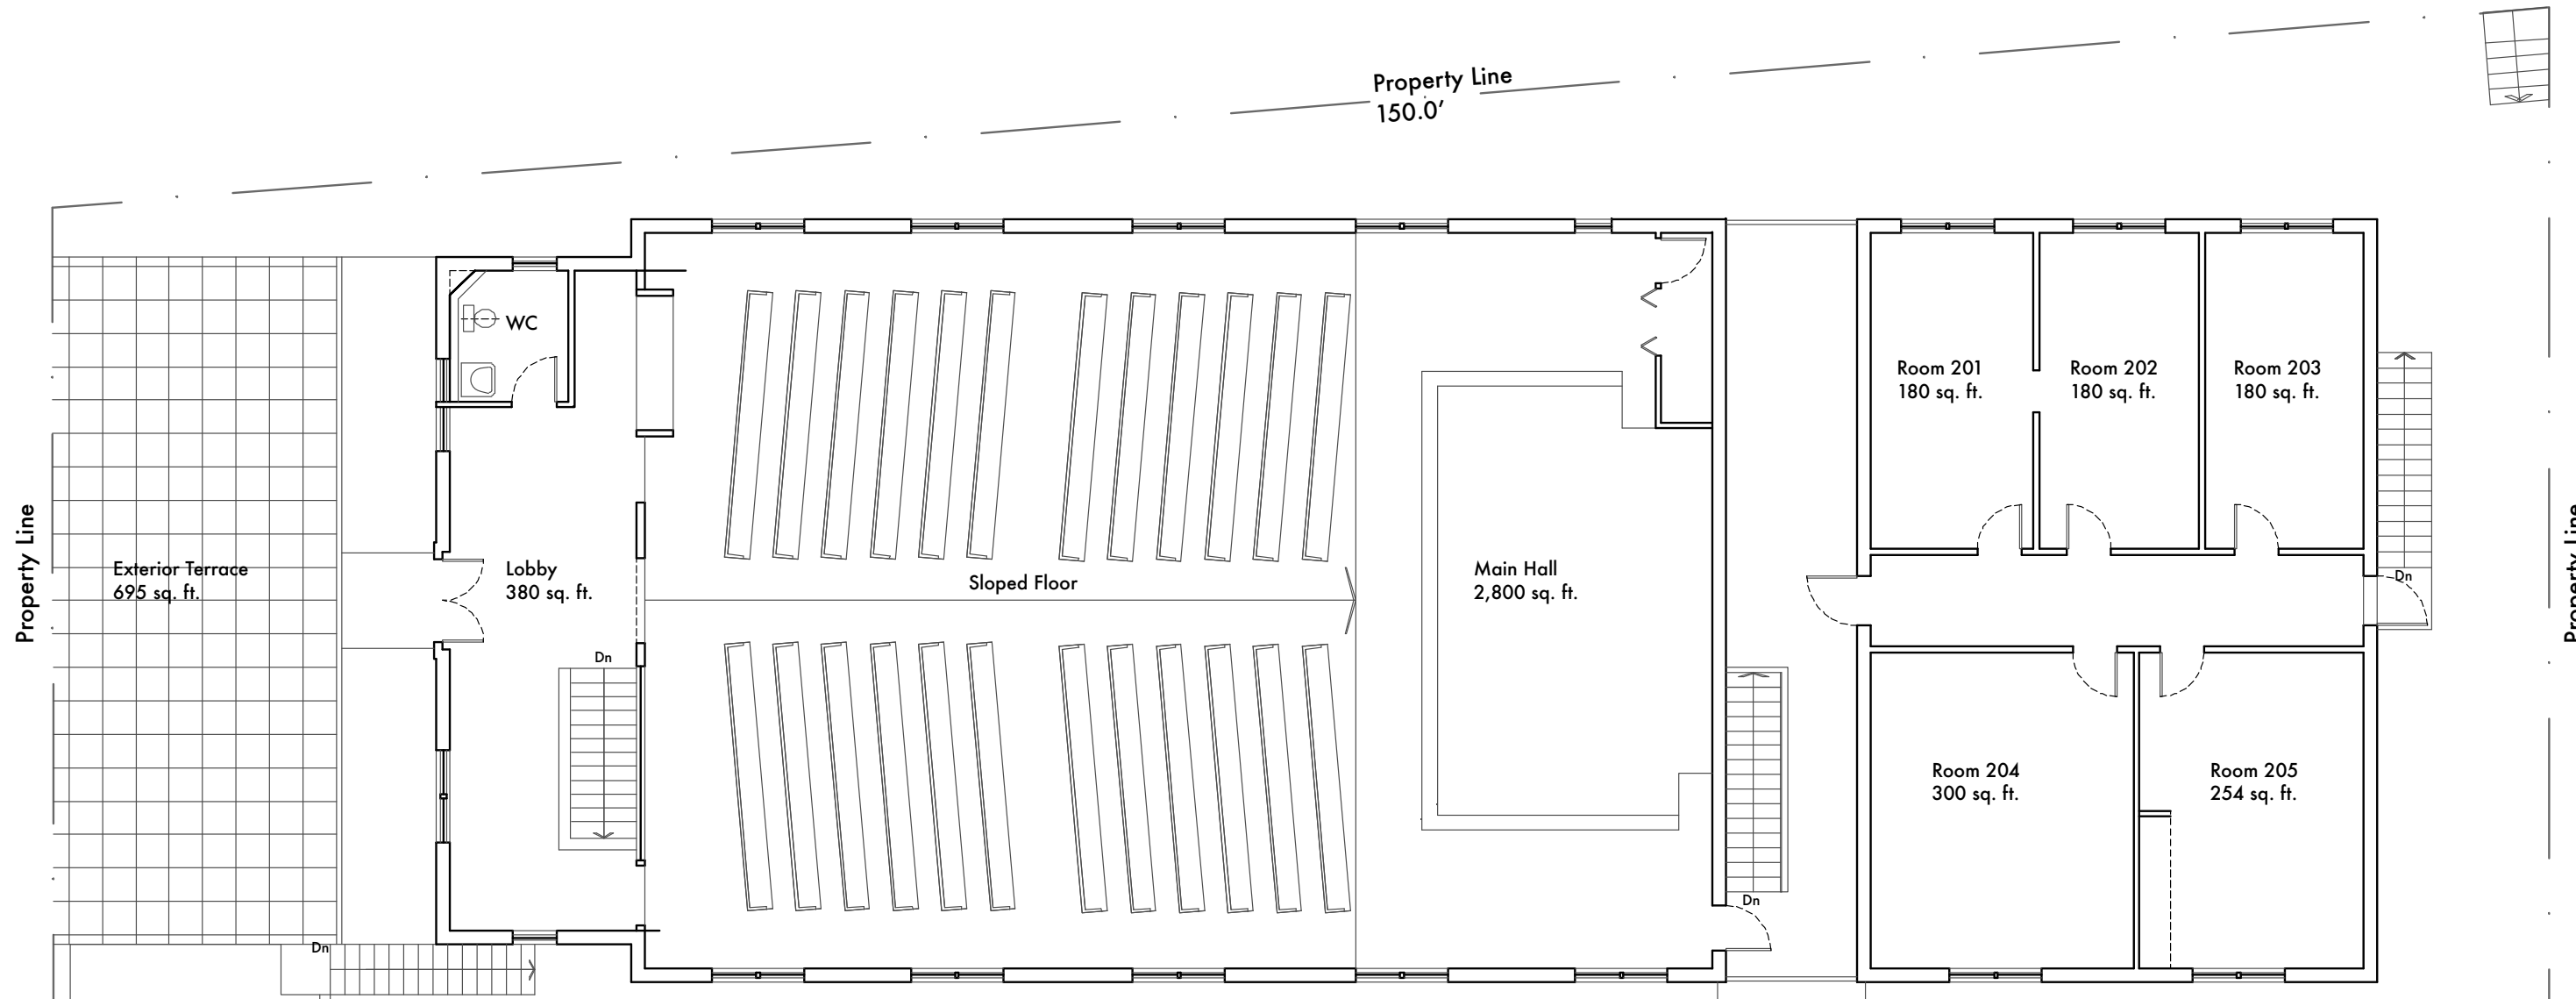 Property Line
150.0’
WC
Room 201
180 sq. ft.
Room 202
180 sq. ft.
Room 203
180 sq. ft.
Property Line
Exterior Terrace
695 sq. ft.
Lobby
380 sq. ft.
Sloped Floor
Main Hall
2,800 sq. ft.
Dn
Property Line
Dn
Room 204
300 sq. ft.
Room 205
254 sq. ft.
Dn
Dn